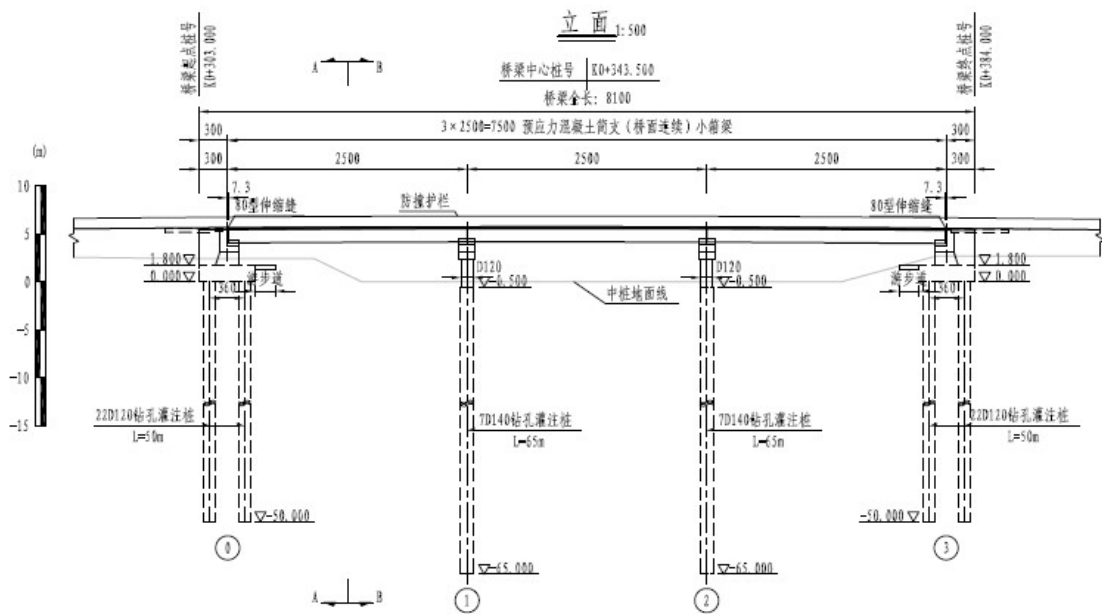 立面 1:500
桥梁起点桩号 K0+303.000
桥梁终点桩号 K0+384.000
A B
桥梁中心桩号 K0+343.500
桥梁全长: 8100
300 3×2500=7500 预应力混凝土简支(桥面连续)小箱梁 300
300 2500 2500 2500 300
(m)
10
5
0
-5
-10
-15
7.3 7.3
80型伸缩缝 防撞护栏 80型伸缩缝
1.800 D120 D120 1.800
0.000 游步道 -0.500 -0.500 游步道 0.000
360 中桩地面线 360
22D120钻孔灌注桩 7D140钻孔灌注桩 7D140钻孔灌注桩 22D120钻孔灌注桩
L=50m L=65m L=65m L=50m
-50.000 -50.000
0 3
-65.000 -65.000
1 2
A B